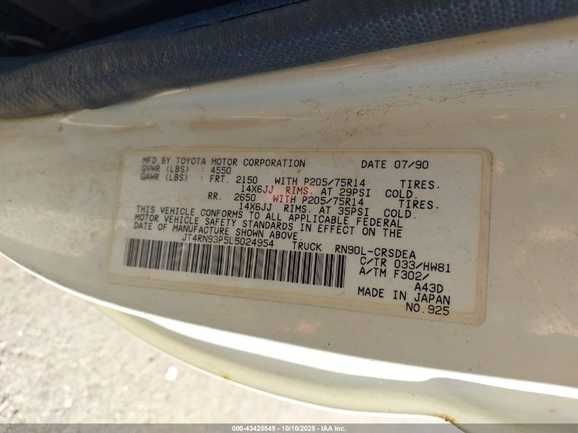 MFD BY TOYOTA MOTOR CORPORATION DATE 07/90
GVWR (LBS) : 4550
GAWR (LBS) : FRT. 2150 WITH P205/75R14 TIRES.
14X6JJ RIMS. AT 29PSI COLD.
RR. 2650 WITH P205/75R14 TIRES.
14X6JJ RIMS. AT 35PSI COLD.
THIS VEHICLE CONFORMS TO ALL APPLICABLE FEDERAL
MOTOR VEHICLE SAFETY STANDARDS IN EFFECT ON THE
DATE OF MANUFACTURE SHOWN ABOVE.
JT4RN93P5L5024954 TRUCK RN90L-CRSDEA
C/TR 033/HW81
A/TM F302/
A43D
MADE IN JAPAN
NO.925
000-43429549 - 10/10/2025 - IAA Inc.